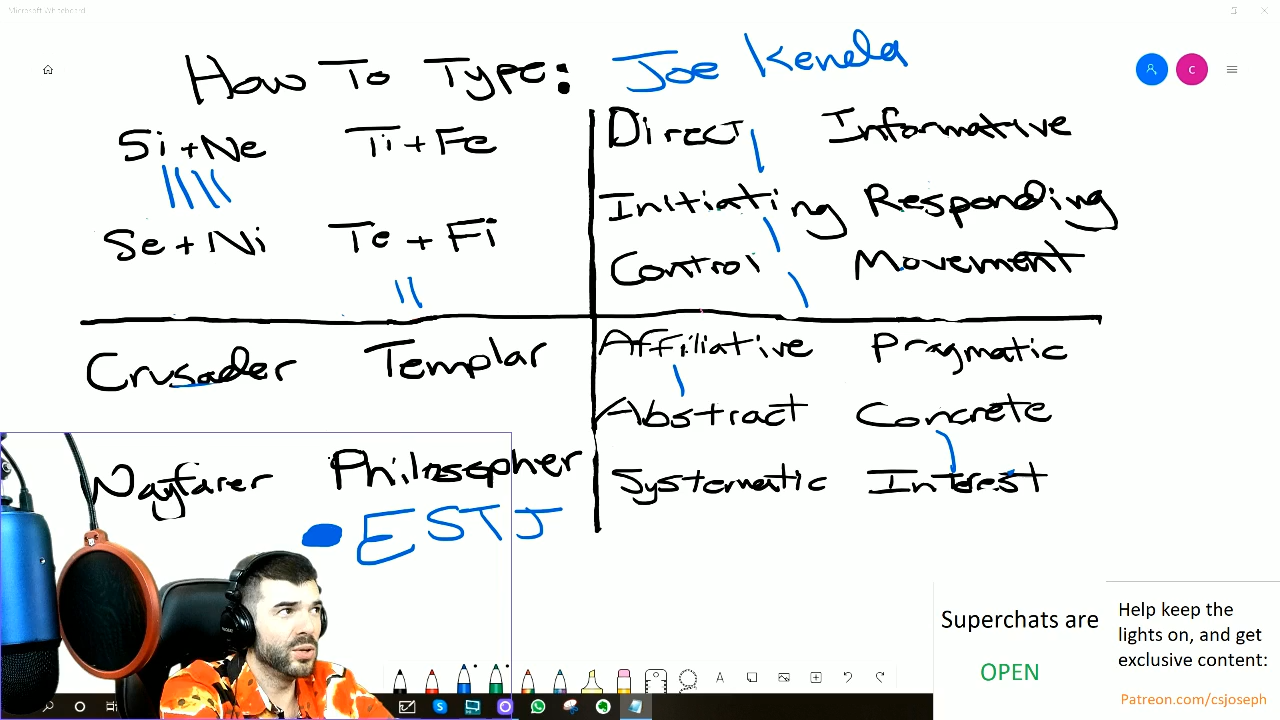 Microsoft Whiteboard
How To Type: Joe Kenda
Si + Ne Ti + Fe
Se + Ni Te + Fi
Direct Informative
Initiating Responding
Control Movement
Crusader Templar
Wayfarer Philosopher
ESTJ
Affiliative Pragmatic
Abstract Concrete
Systematic Interest
C
Superchats are
OPEN
Help keep the
lights on, and get
exclusive content:
Patreon.com/csjoseph
A